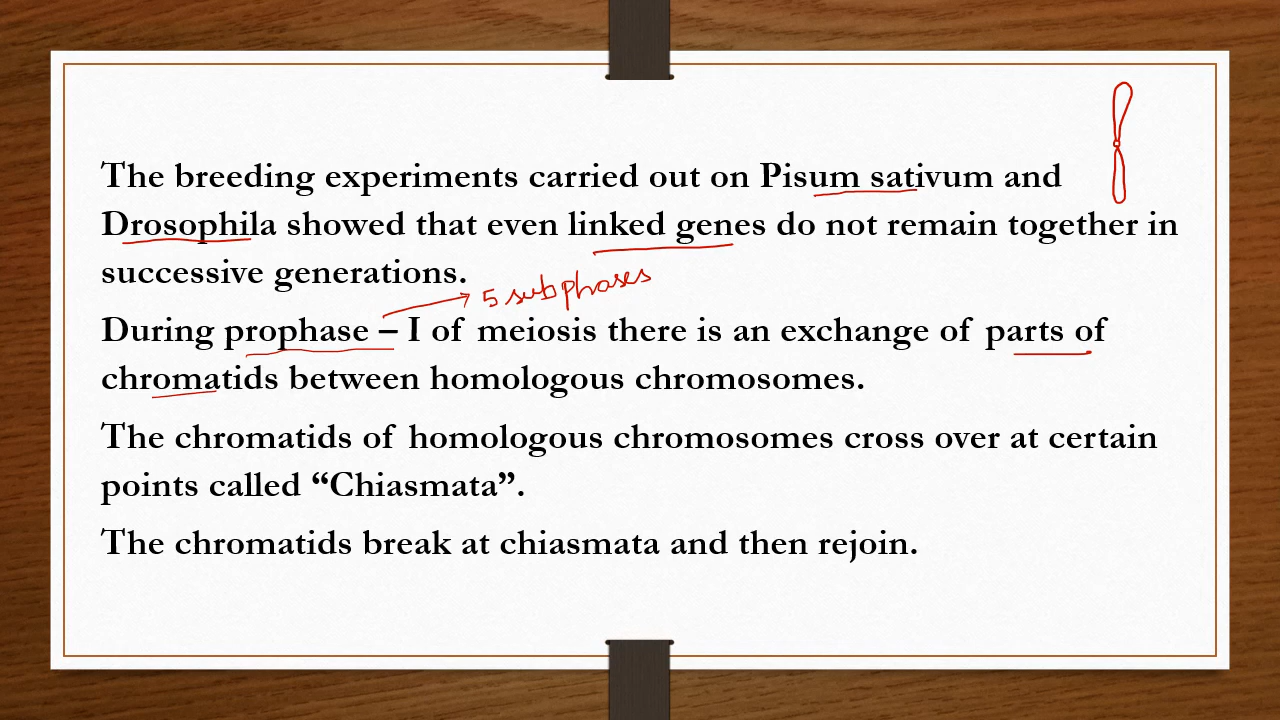 The breeding experiments carried out on Pisum sativum and
Drosophila showed that even linked genes do not remain together in
successive generations.
5 subphases
During prophase – I of meiosis there is an exchange of parts of
chromatids between homologous chromosomes.
The chromatids of homologous chromosomes cross over at certain
points called “Chiasmata”.
The chromatids break at chiasmata and then rejoin.